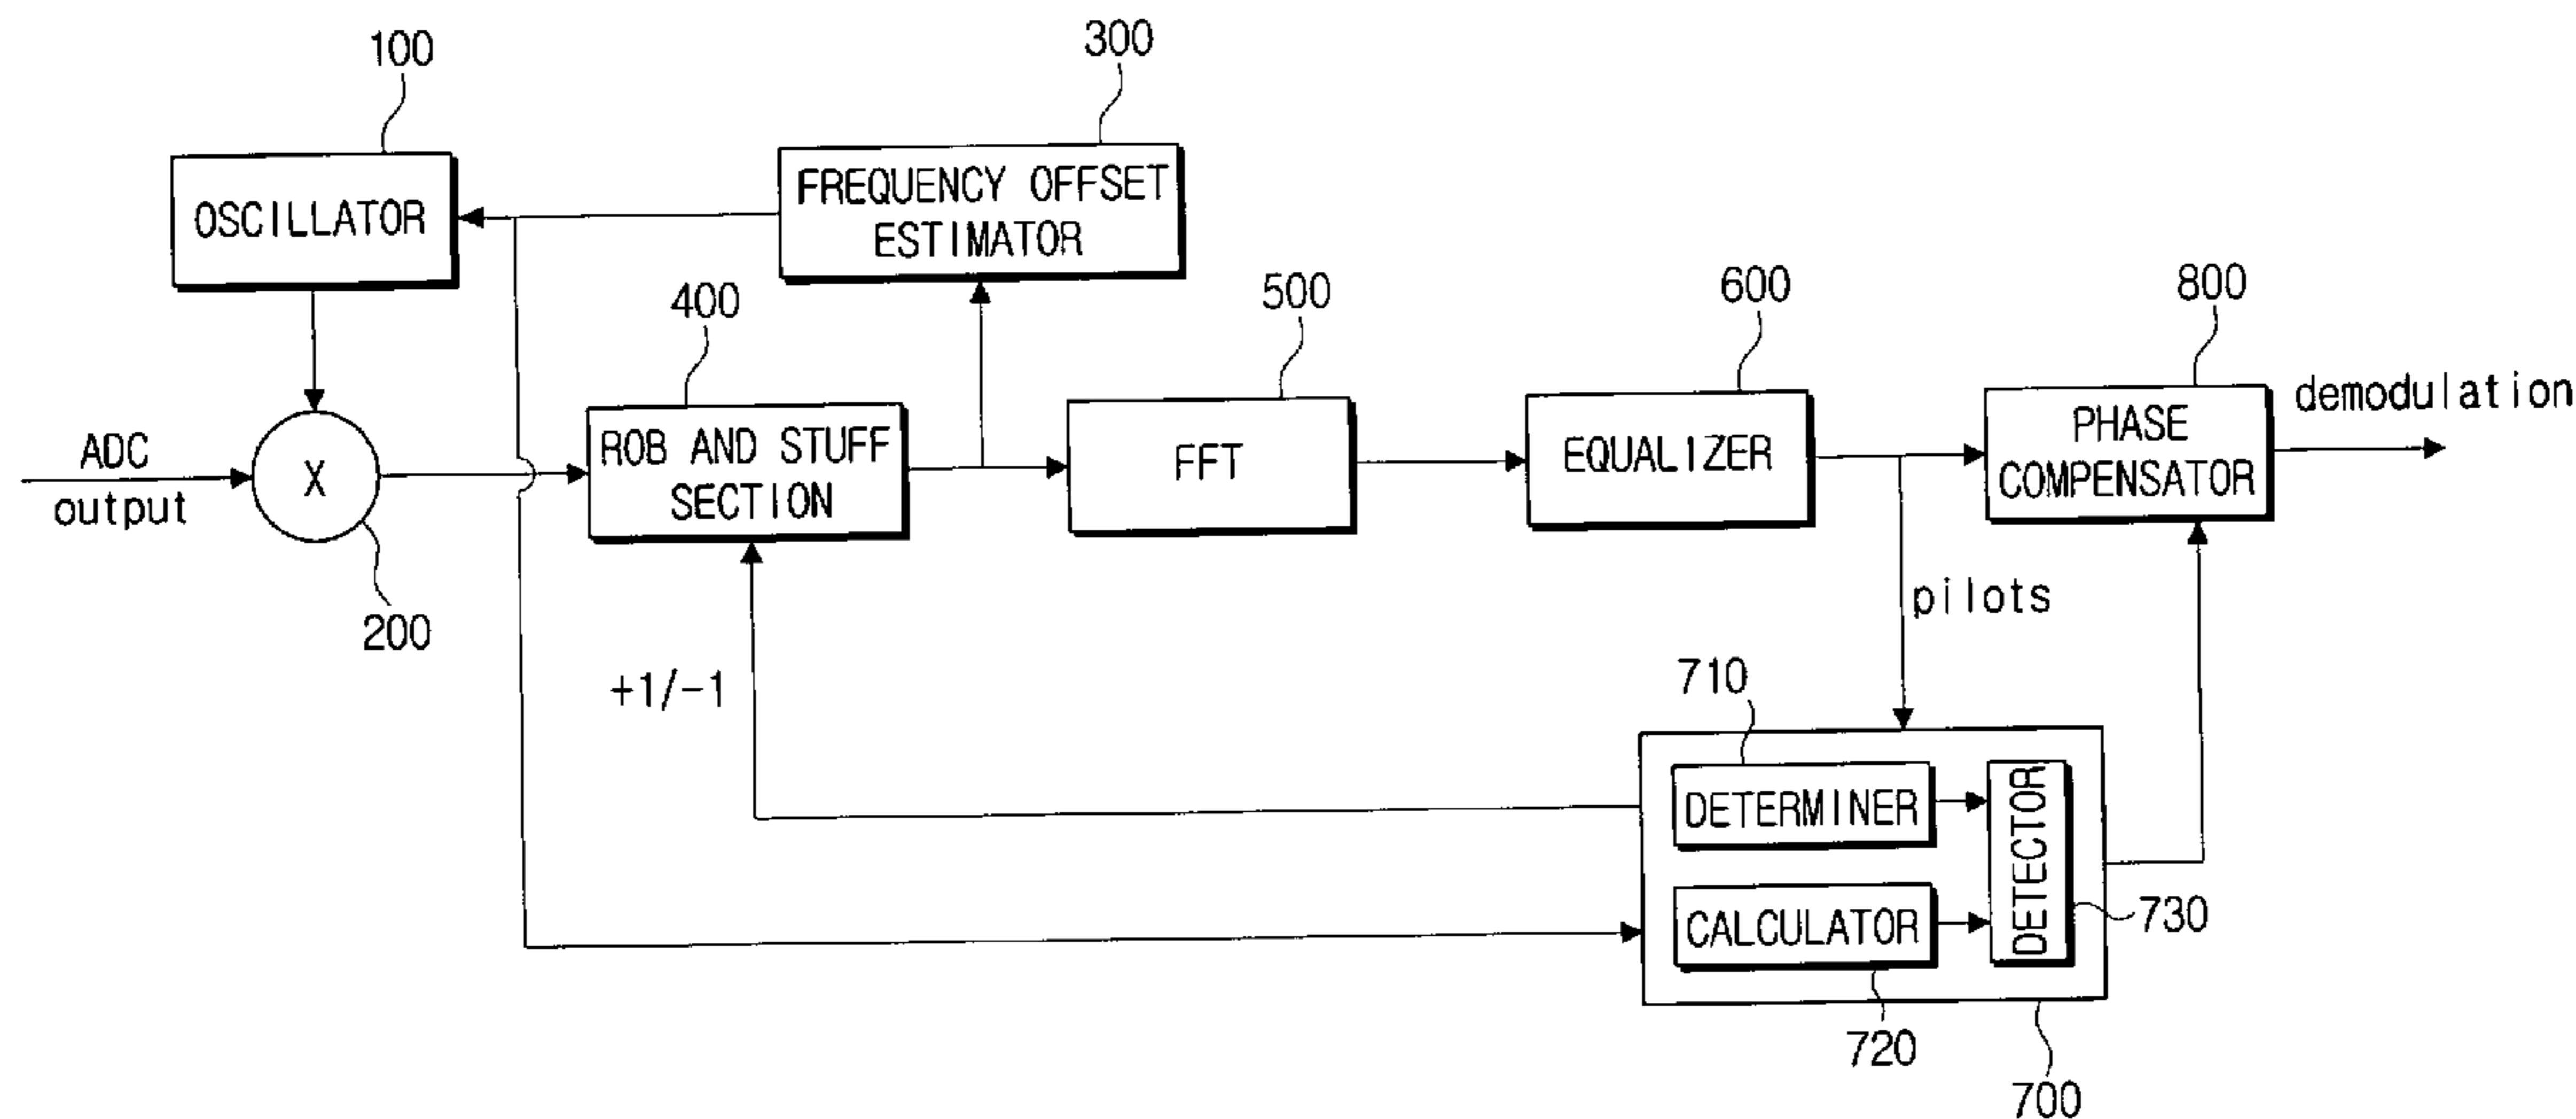 100
300
OSCILLATOR
FREQUENCY OFFSET
ESTIMATOR
400
500
600
800
ADC
output
X
200
ROB AND STUFF
SECTION
FFT
EQUALIZER
PHASE
COMPENSATOR
demodulation
pilots
+1/-1
710
DETERMINER
CALCULATOR
DETECTOR
730
720
700